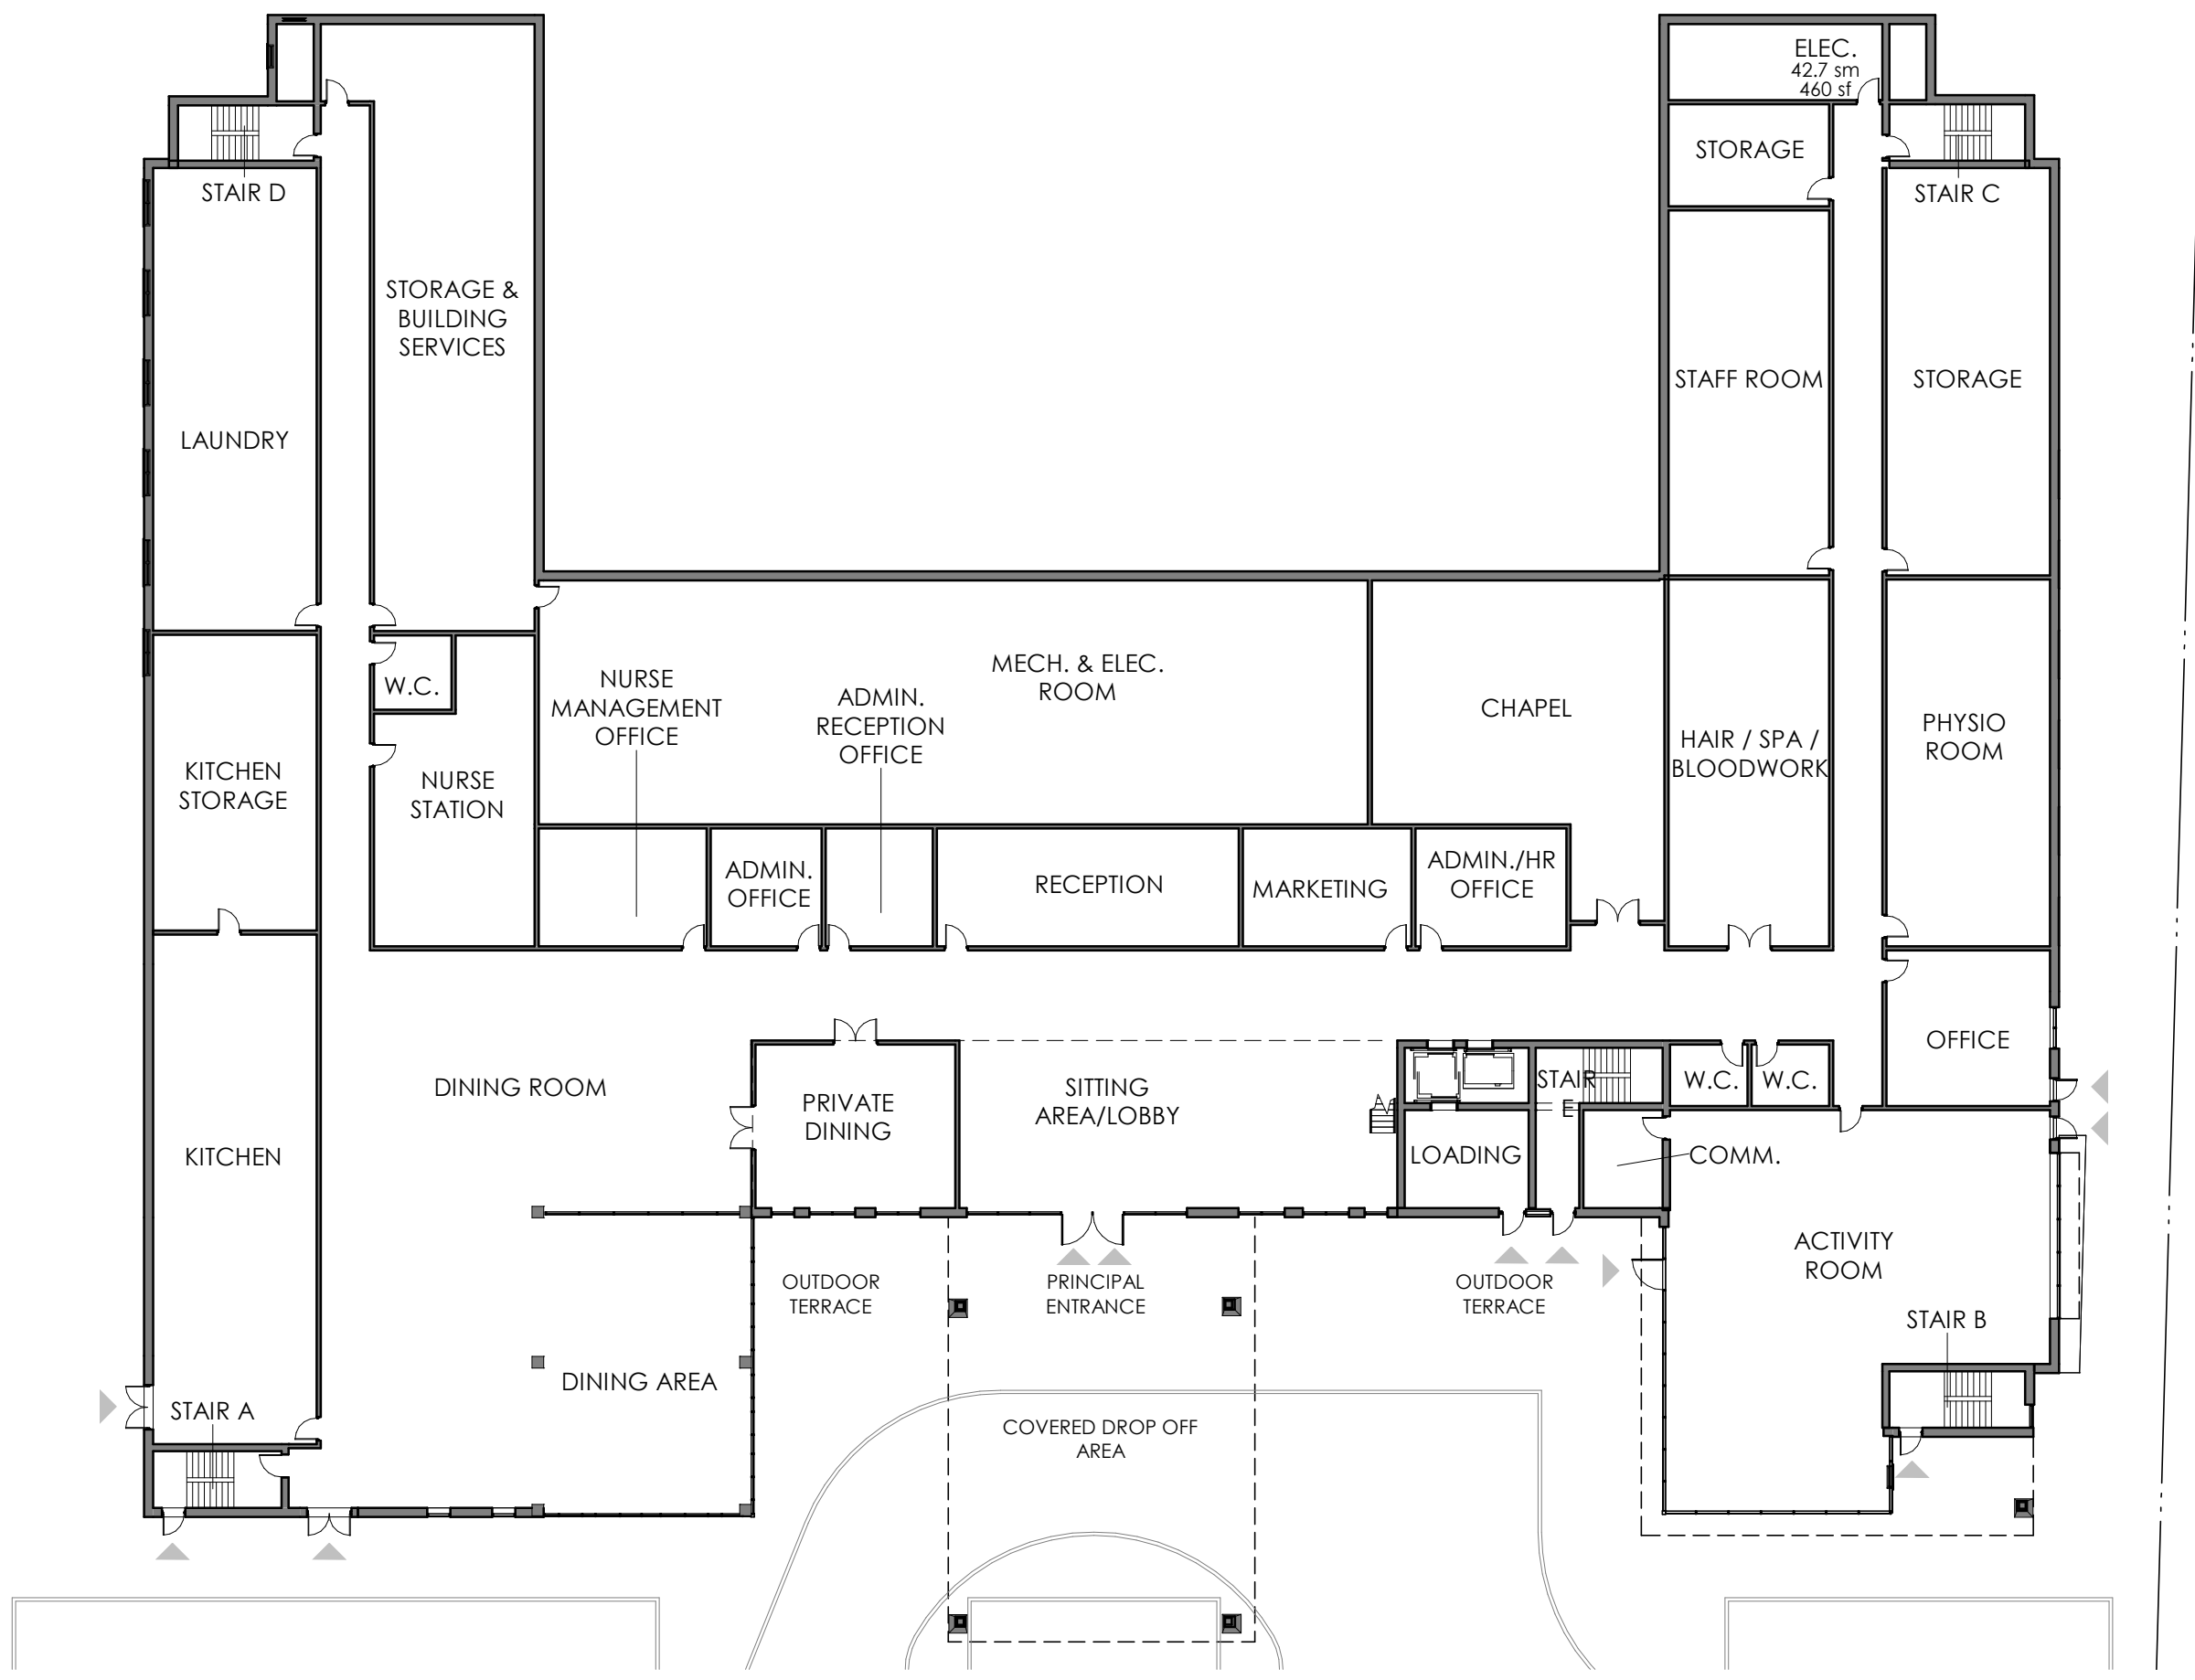 ELEC.
42.7 sm
460 sf
STORAGE
STAIR D
STAIR C
STORAGE &
BUILDING
SERVICES
STAFF ROOM
STORAGE
LAUNDRY
W.C.
NURSE
MANAGEMENT
OFFICE
ADMIN.
RECEPTION
OFFICE
MECH. & ELEC.
ROOM
CHAPEL
HAIR / SPA /
BLOODWORK
PHYSIO
ROOM
KITCHEN
STORAGE
NURSE
STATION
ADMIN.
OFFICE
RECEPTION
MARKETING
ADMIN./HR
OFFICE
OFFICE
DINING ROOM
PRIVATE
DINING
SITTING
AREA/LOBBY
STAIR
E
W.C.
W.C.
KITCHEN
LOADING
COMM.
ACTIVITY
ROOM
OUTDOOR
TERRACE
PRINCIPAL
ENTRANCE
OUTDOOR
TERRACE
STAIR B
DINING AREA
STAIR A
COVERED DROP OFF
AREA